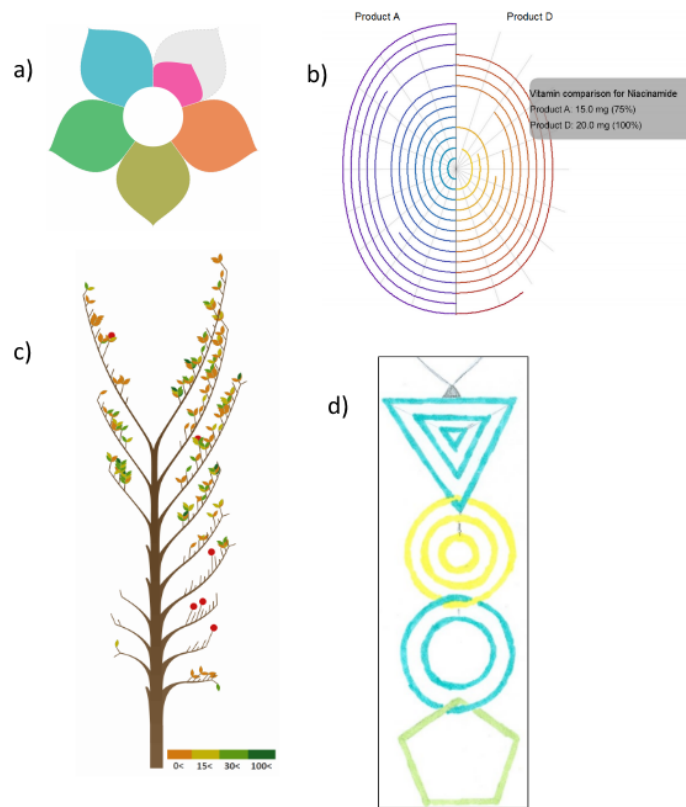 a)
b)
Product A
Product D
Vitamin comparison for Niacinamide
Product A: 15.0 mg (75%)
Product D: 20.0 mg (100%)
c)
0< 15< 30< 100<
d)